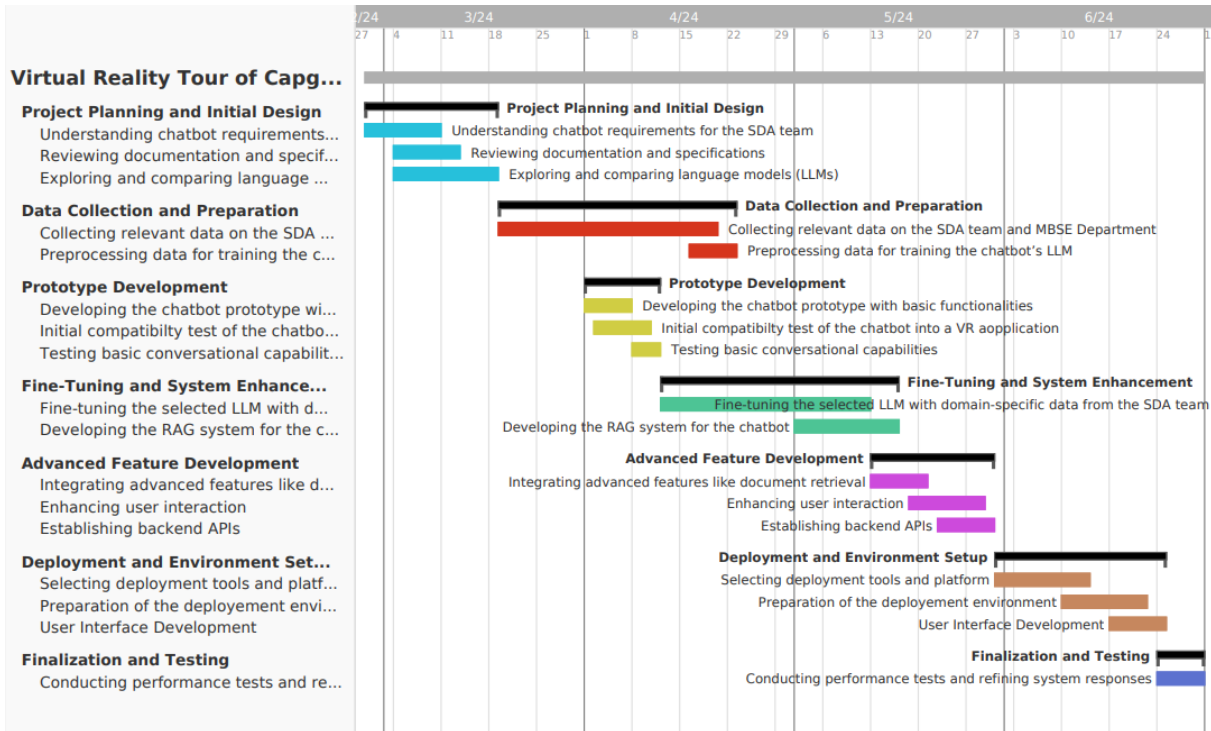 2/24 3/24 4/24 5/24 6/24
27 4 11 18 25 1 8 15 22 29 6 13 20 27 3 10 17 24 1
Virtual Reality Tour of Capg...
Project Planning and Initial Design Project Planning and Initial Design
Understanding chatbot requirements... Understanding chatbot requirements for the SDA team
Reviewing documentation and specif... Reviewing documentation and specifications
Exploring and comparing language ... Exploring and comparing language models (LLMs)
Data Collection and Preparation Data Collection and Preparation
Collecting relevant data on the SDA ... Collecting relevant data on the SDA team and MBSE Department
Preprocessing data for training the c... Preprocessing data for training the chatbot’s LLM
Prototype Development Prototype Development
Developing the chatbot prototype wi... Developing the chatbot prototype with basic functionalities
Initial compatibilty test of the chatbo... Initial compatibilty test of the chatbot into a VR aopplication
Testing basic conversational capabilit... Testing basic conversational capabilities
Fine-Tuning and System Enhance... Fine-Tuning and System Enhancement
Fine-tuning the selected LLM with d... Fine-tuning the selected LLM with domain-specific data from the SDA team
Developing the RAG system for the c... Developing the RAG system for the chatbot
Advanced Feature Development Advanced Feature Development
Integrating advanced features like d... Integrating advanced features like document retrieval
Enhancing user interaction Enhancing user interaction
Establishing backend APIs Establishing backend APIs
Deployment and Environment Set... Deployment and Environment Setup
Selecting deployment tools and platf... Selecting deployment tools and platform
Preparation of the deployement envi... Preparation of the deployement environment
User Interface Development User Interface Development
Finalization and Testing Finalization and Testing
Conducting performance tests and re... Conducting performance tests and refining system responses